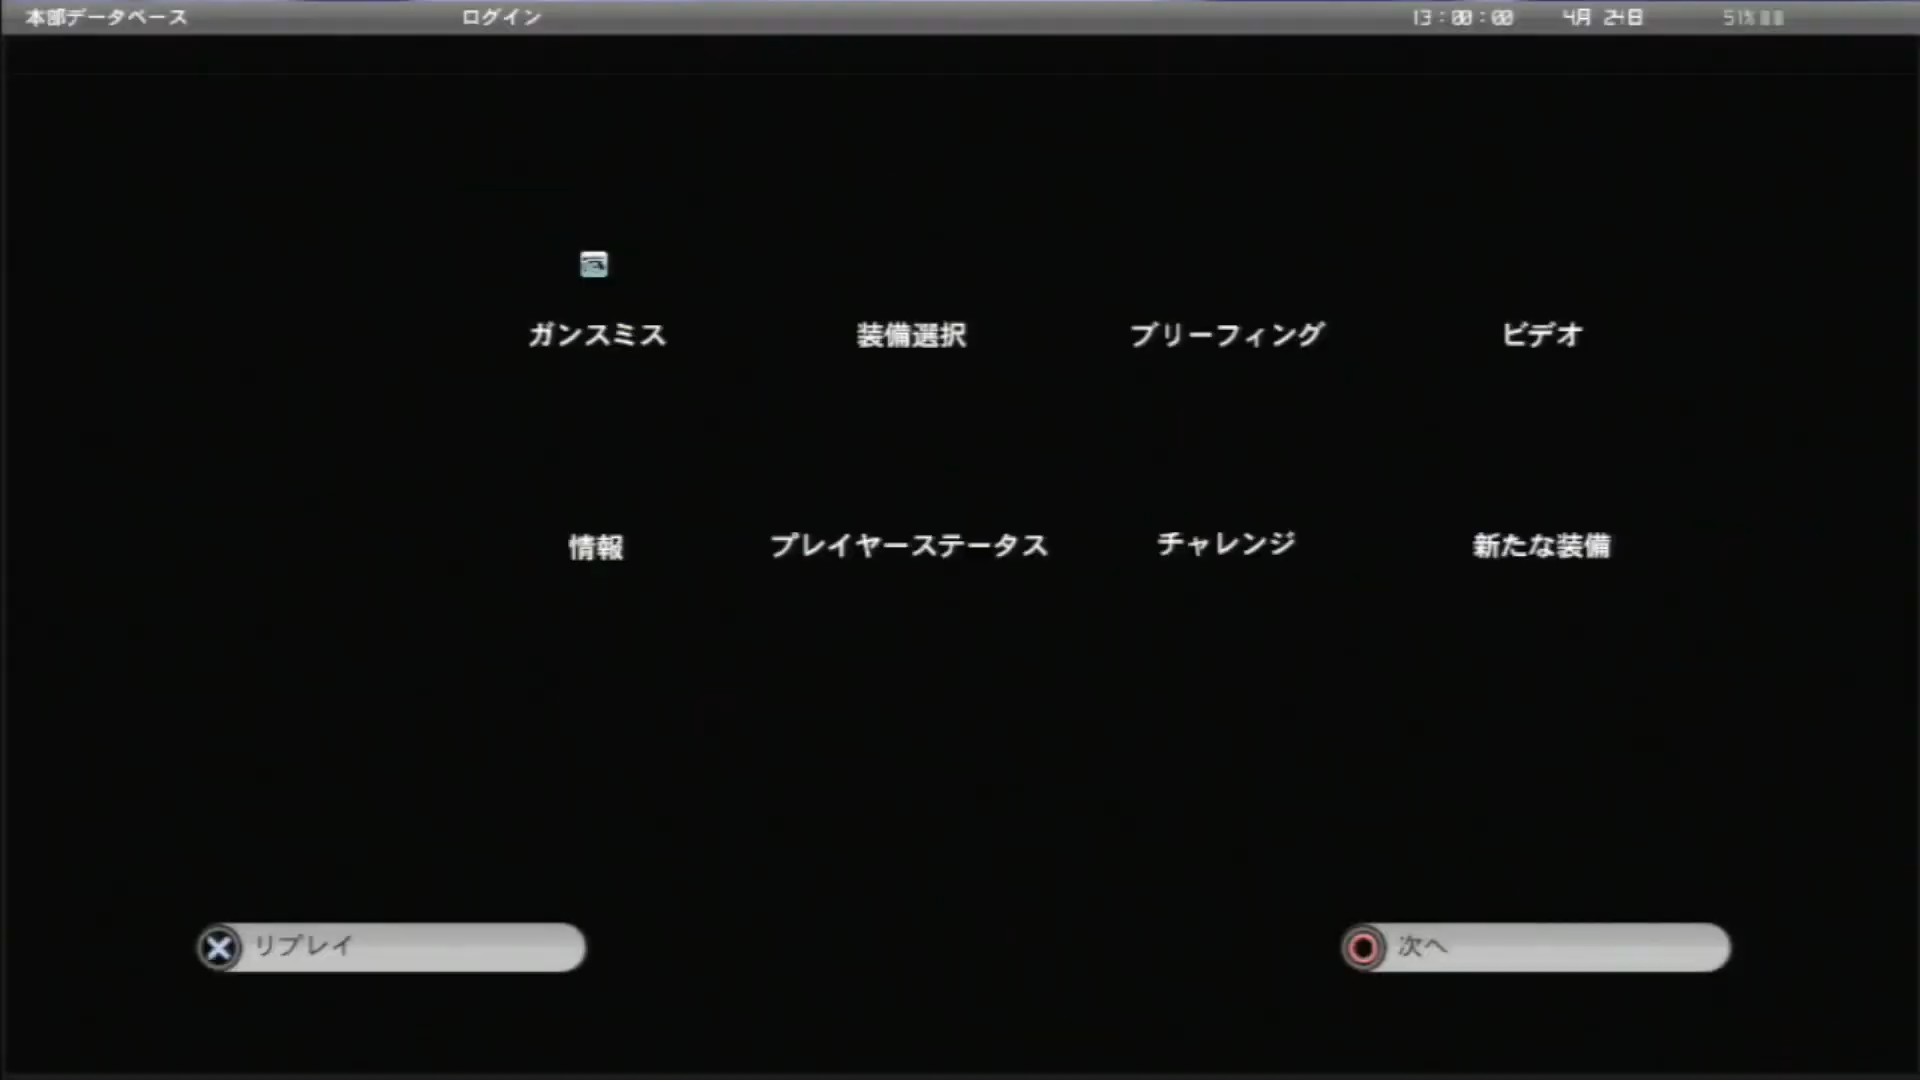 本部データベース ログイン 13:00:00 4月 24日 51%
ガンスミス 装備選択 ブリーフィング ビデオ
情報 プレイヤーステータス チャレンジ 新たな装備
リプレイ 次へ